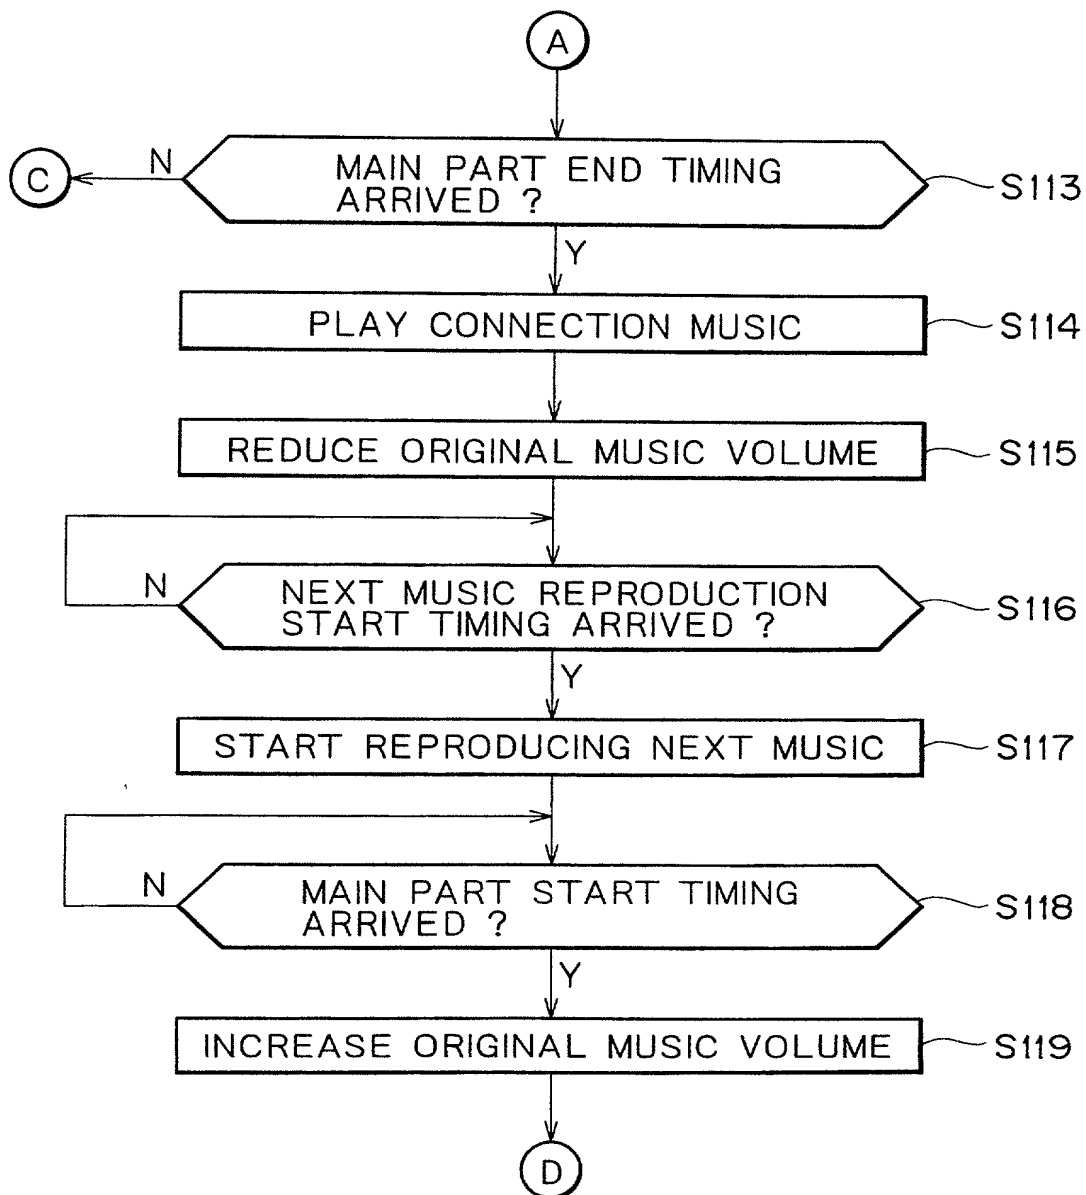 A
C
N
MAIN PART END TIMING
ARRIVED ?
S113
Y
PLAY CONNECTION MUSIC
S114
REDUCE ORIGINAL MUSIC VOLUME
S115
N
NEXT MUSIC REPRODUCTION
START TIMING ARRIVED ?
S116
Y
START REPRODUCING NEXT MUSIC
S117
N
MAIN PART START TIMING
ARRIVED ?
S118
Y
INCREASE ORIGINAL MUSIC VOLUME
S119
D